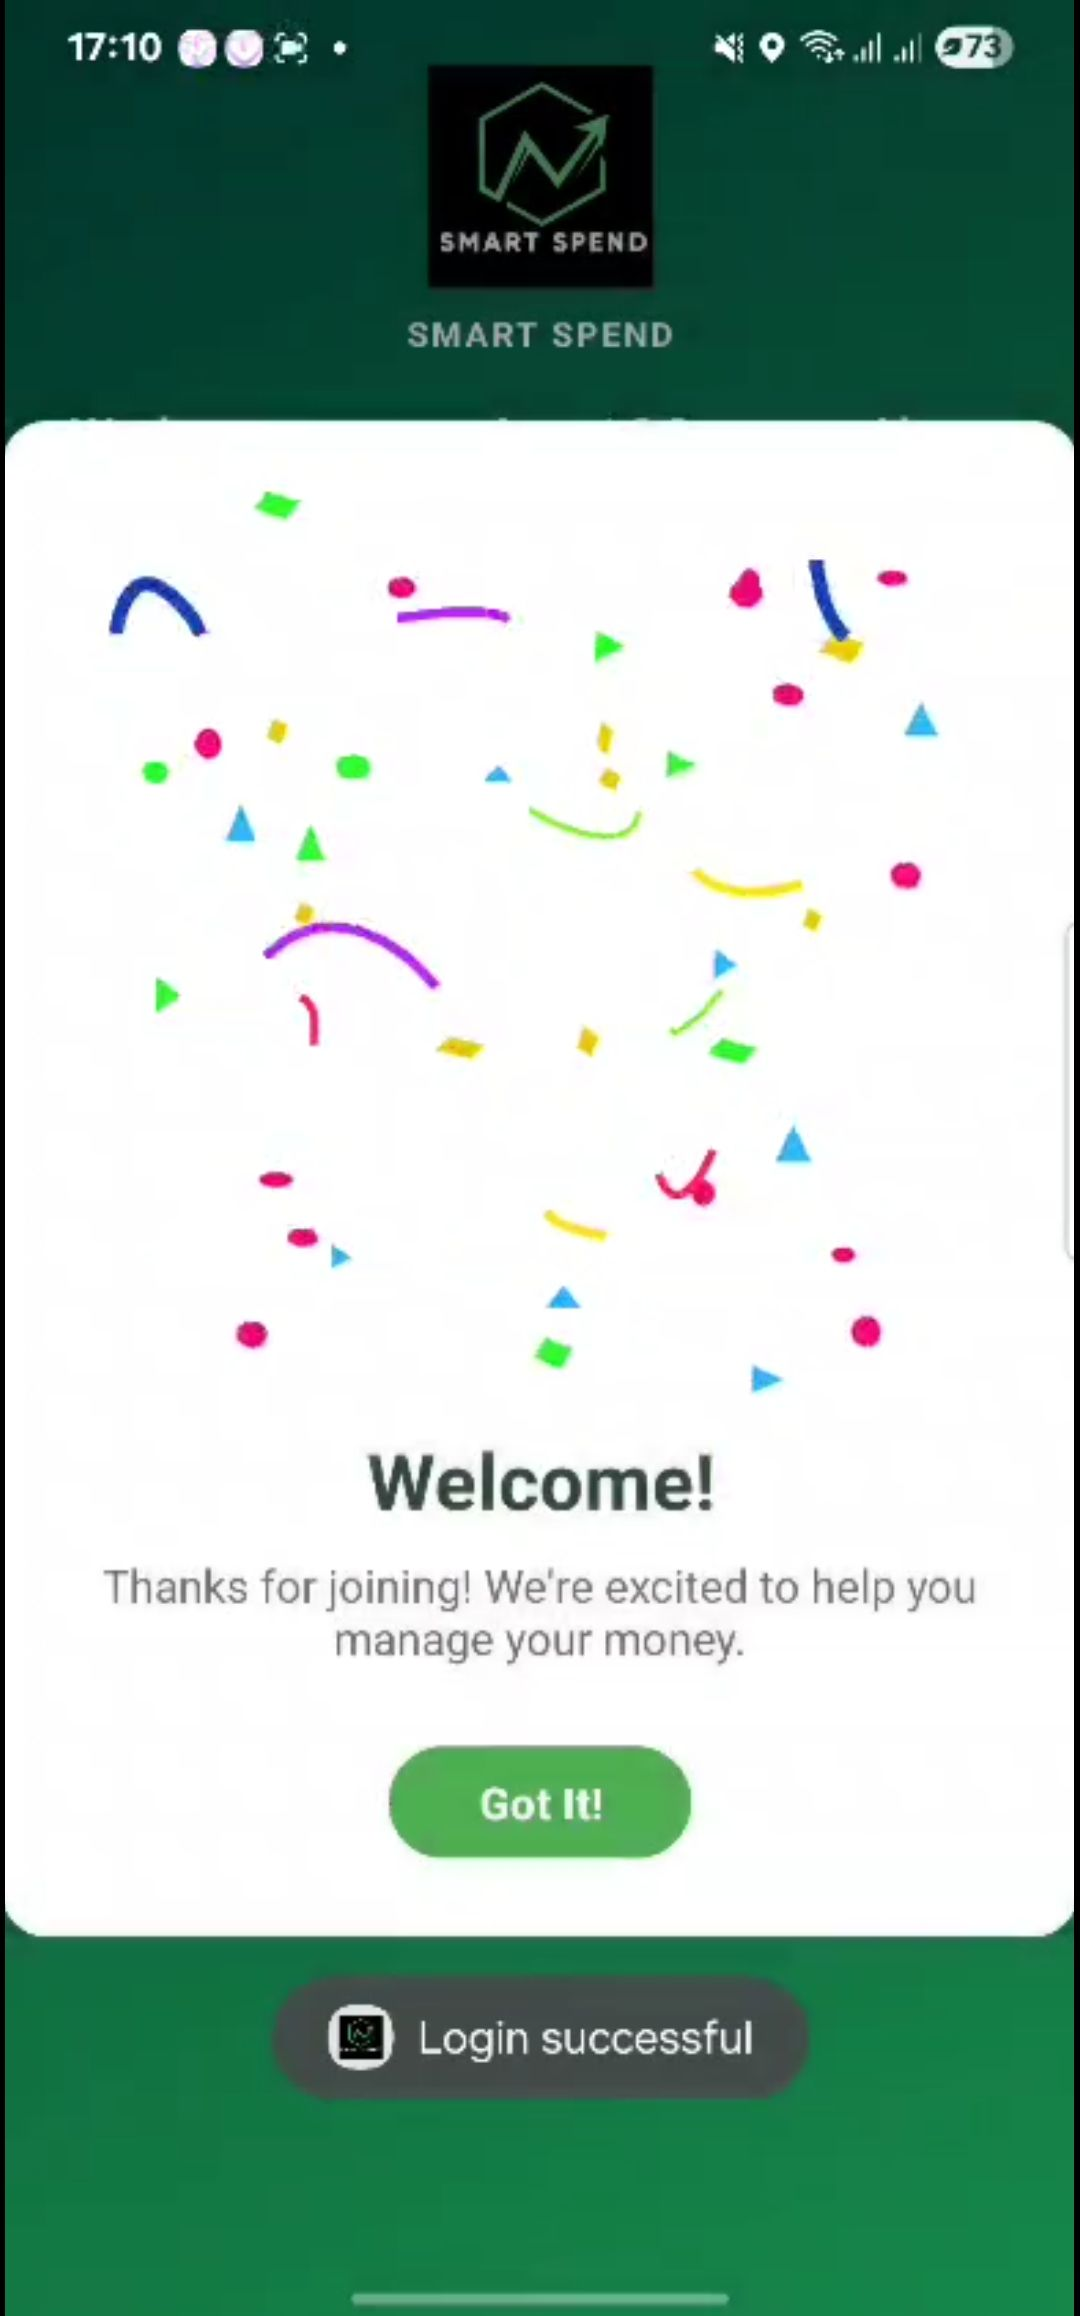 17:10
73
SMART SPEND
SMART SPEND
Welcome!
Thanks for joining! We're excited to help you
manage your money.
Got It!
Login successful